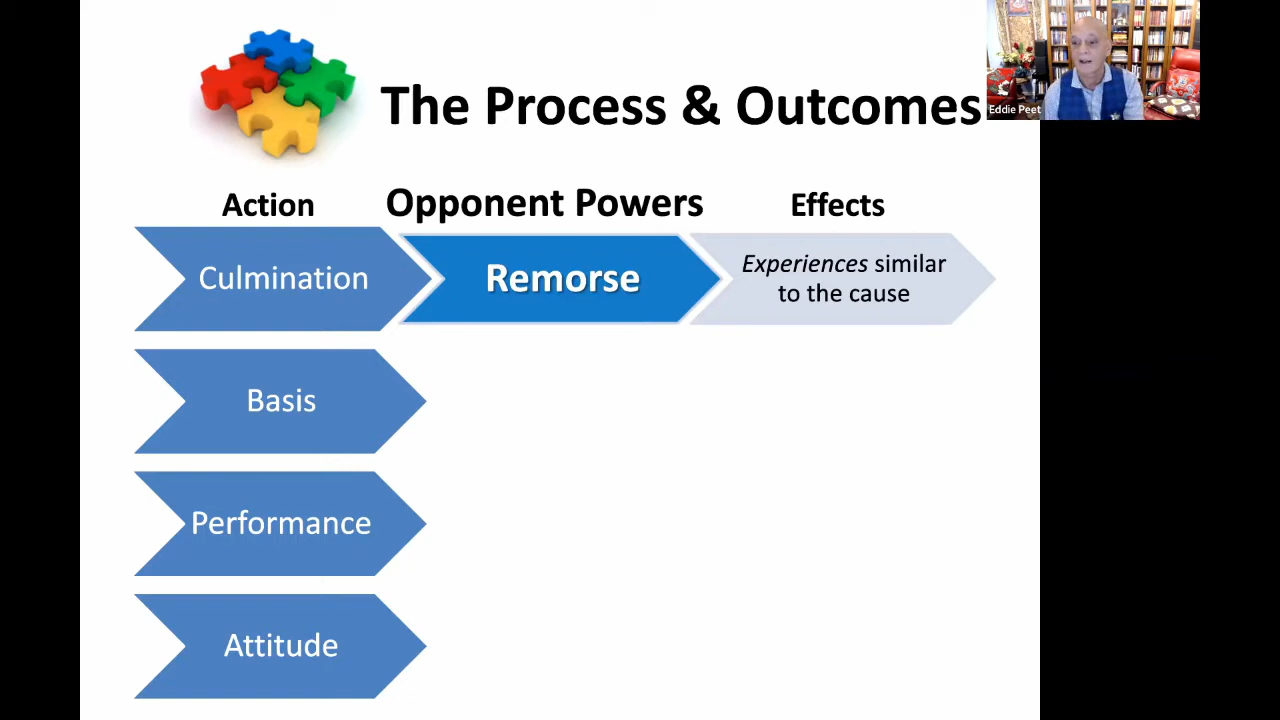 The Process & Outcomes
Eddie Peet
Action
Opponent Powers
Effects
Culmination
Remorse
Experiences similar
to the cause
Basis
Performance
Attitude